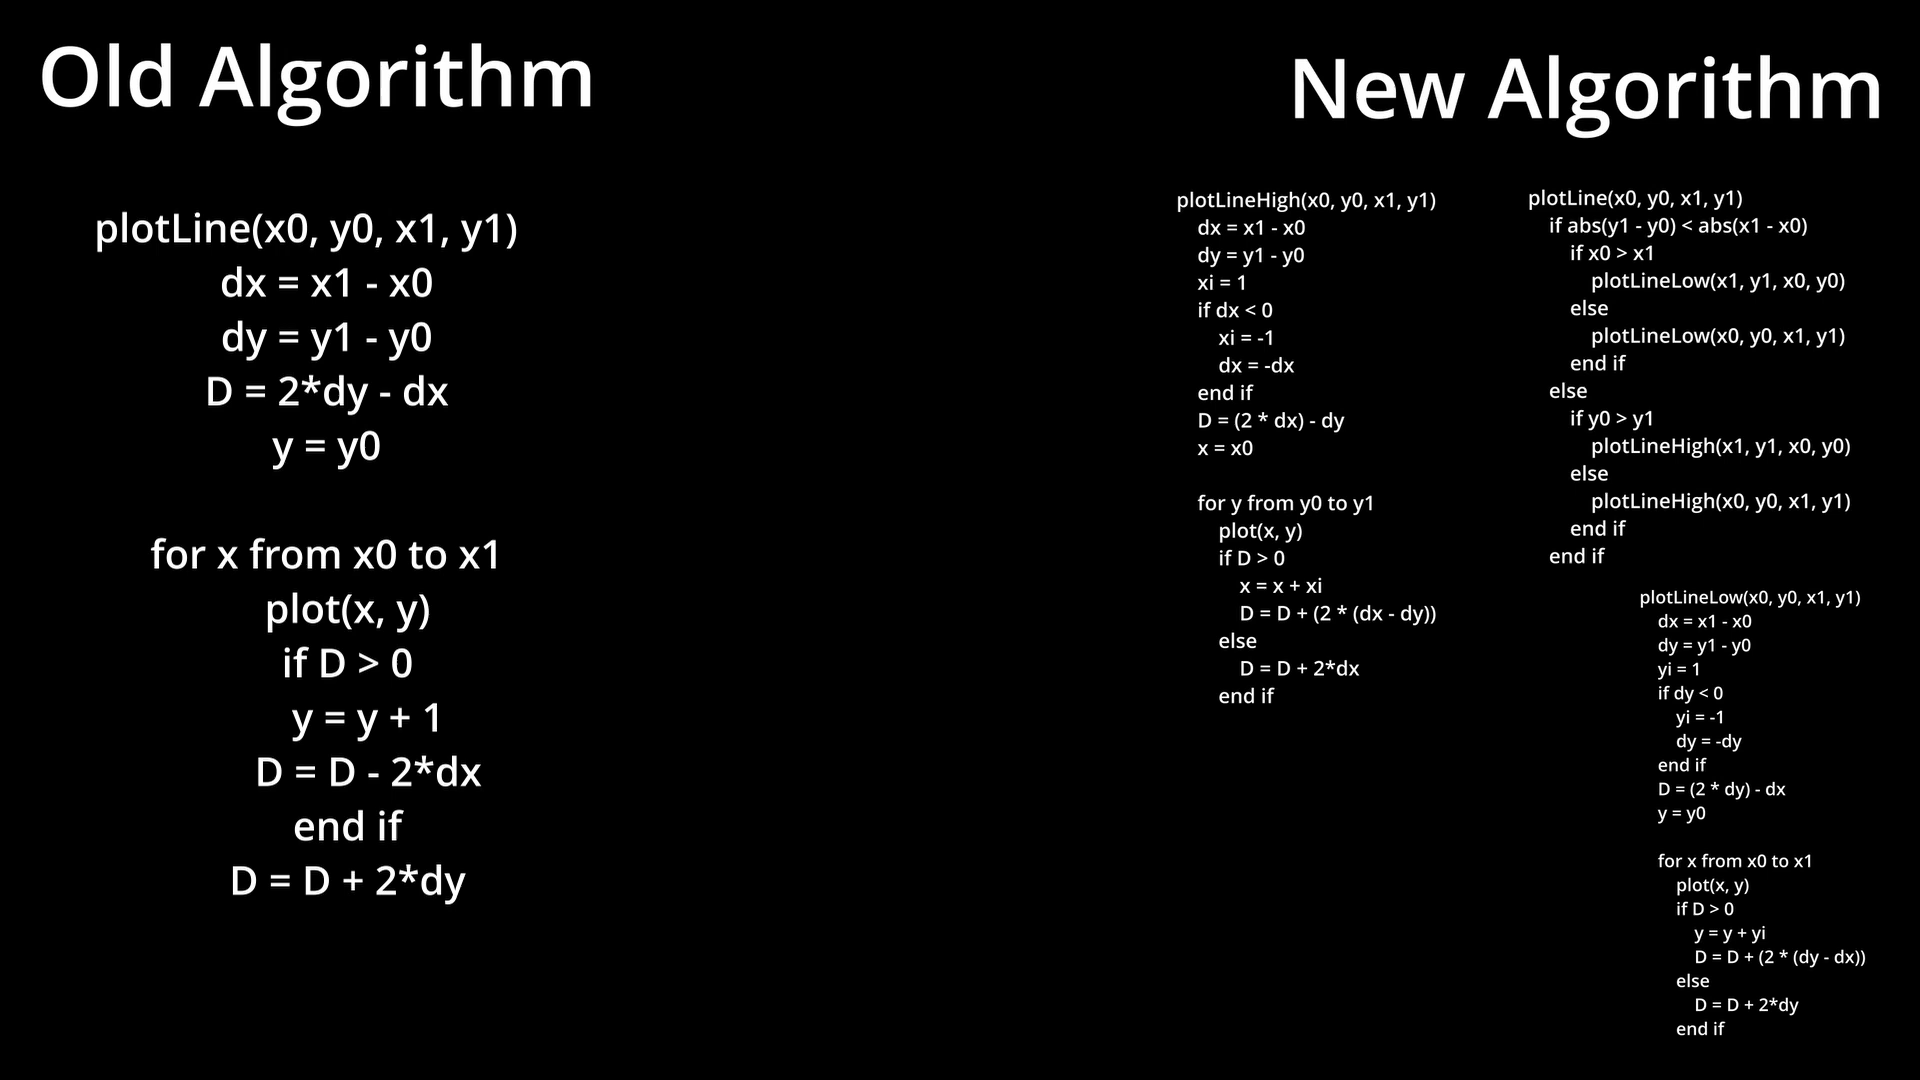 Old Algorithm
plotLine(x0, y0, x1, y1)
dx = x1 - x0
dy = y1 - y0
D = 2*dy - dx
y = y0
for x from x0 to x1
plot(x, y)
if D > 0
y = y + 1
D = D - 2*dx
end if
D = D + 2*dy
New Algorithm
plotLineHigh(x0, y0, x1, y1)
dx = x1 - x0
dy = y1 - y0
xi = 1
if dx < 0
xi = -1
dx = -dx
end if
D = (2 * dx) - dy
x = x0
for y from y0 to y1
plot(x, y)
if D > 0
x = x + xi
D = D + (2 * (dx - dy))
else
D = D + 2*dx
end if
plotLine(x0, y0, x1, y1)
if abs(y1 - y0) < abs(x1 - x0)
if x0 > x1
plotLineLow(x1, y1, x0, y0)
else
plotLineLow(x0, y0, x1, y1)
end if
else
if y0 > y1
plotLineHigh(x1, y1, x0, y0)
else
plotLineHigh(x0, y0, x1, y1)
end if
end if
plotLineLow(x0, y0, x1, y1)
dx = x1 - x0
dy = y1 - y0
yi = 1
if dy < 0
yi = -1
dy = -dy
end if
D = (2 * dy) - dx
y = y0
for x from x0 to x1
plot(x, y)
if D > 0
y = y + yi
D = D + (2 * (dy - dx))
else
D = D + 2*dy
end if